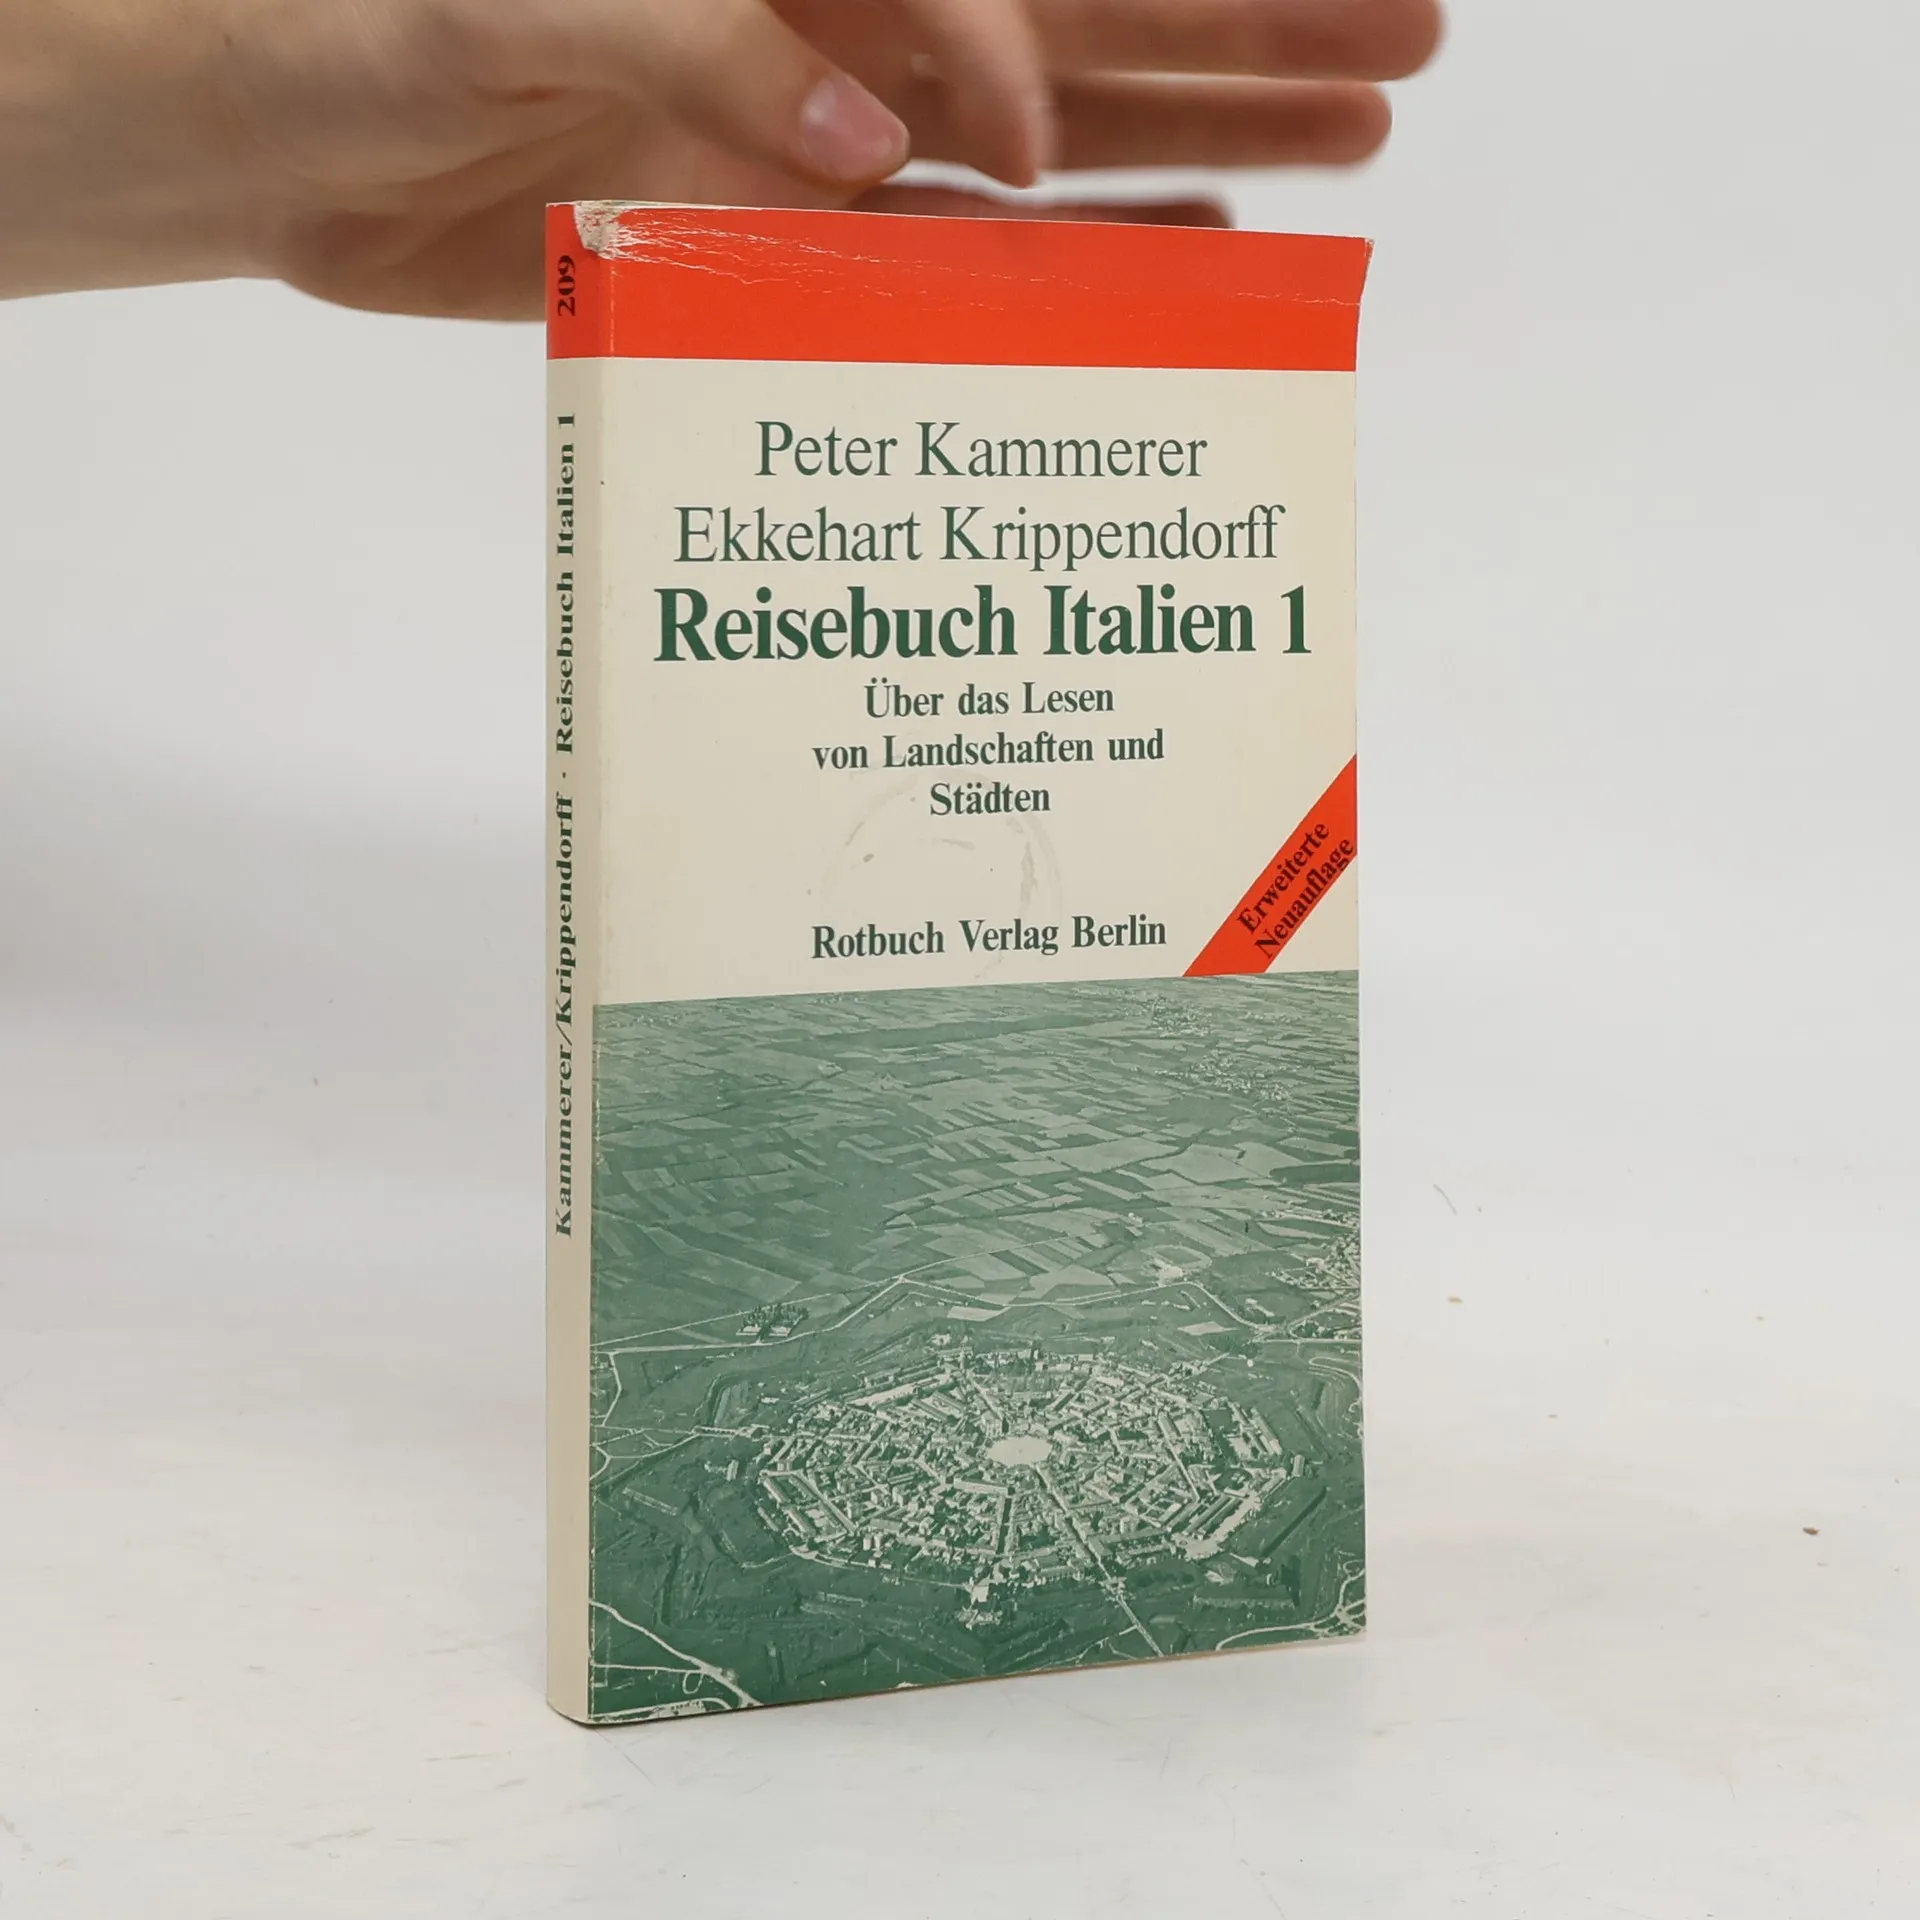 209
Kammerer/Krippendorff · Reisebuch Italien 1
Peter Kammerer
Ekkehart Krippendorff
Reisebuch Italien 1
Über das Lesen
von Landschaften und
Städten
Erweiterte
Neuauflage
Rotbuch Verlag Berlin